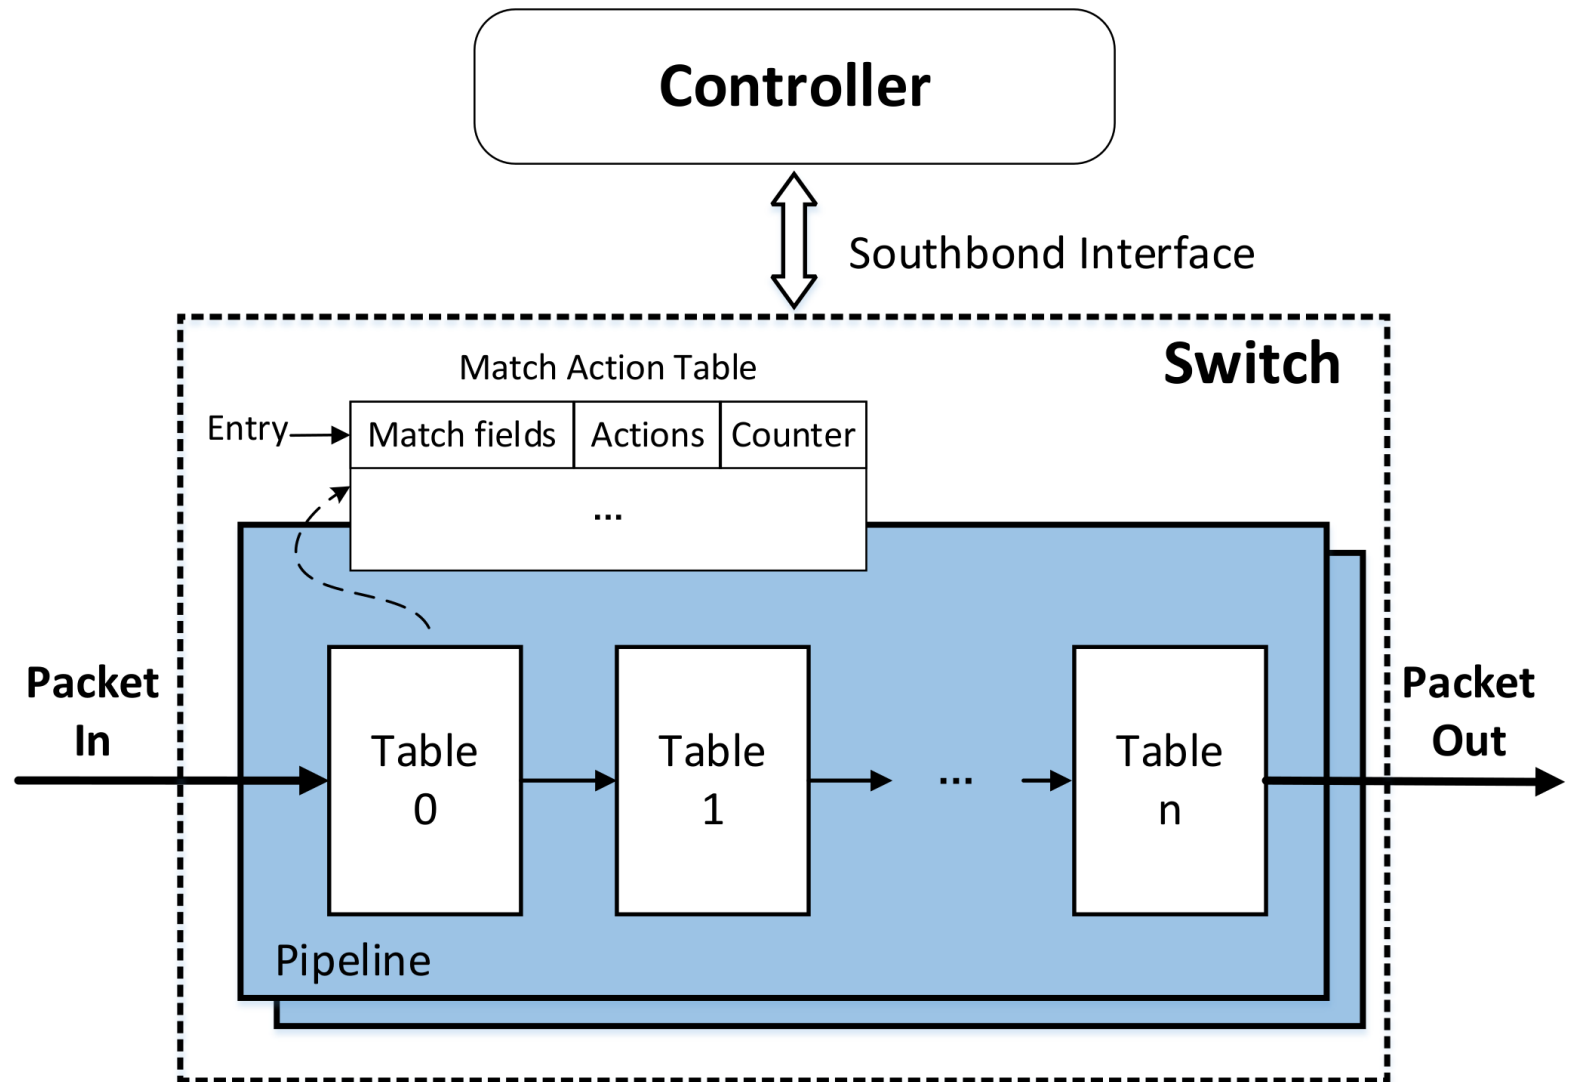 Controller
Southbond Interface
Switch
Match Action Table
Entry
Match fields Actions Counter
...
Packet
In
Table
0
Table
1
...
Table
n
Packet
Out
Pipeline